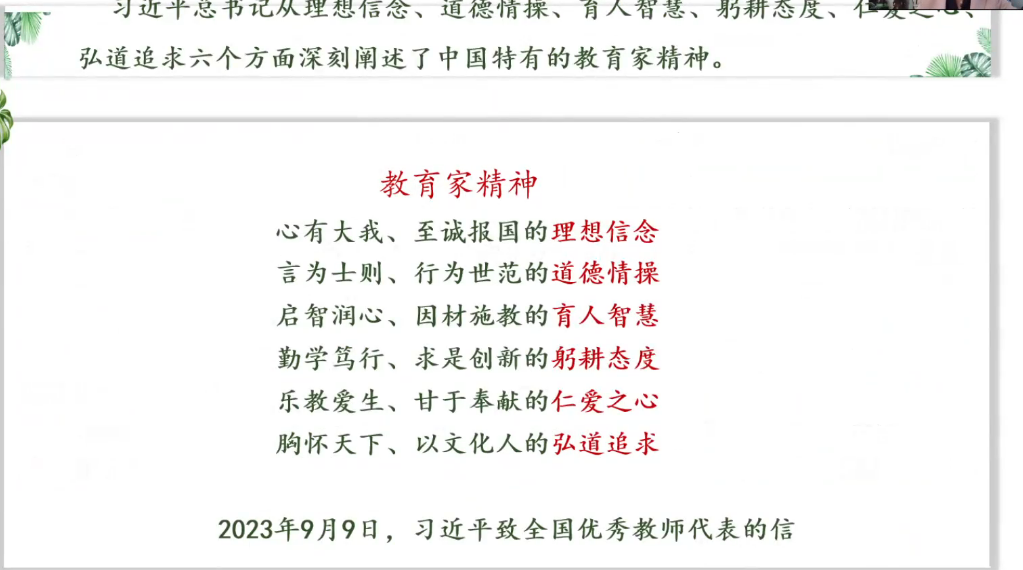 习近平总书记从理想信念、道德情操、育人智慧、躬耕态度、仁爱之心、
弘道追求六个方面深刻阐述了中国特有的教育家精神。
教育家精神
心有大我、至诚报国的理想信念
言为士则、行为世范的道德情操
启智润心、因材施教的育人智慧
勤学笃行、求是创新的躬耕态度
乐教爱生、甘于奉献的仁爱之心
胸怀天下、以文化人的弘道追求
2023年9月9日，习近平致全国优秀教师代表的信